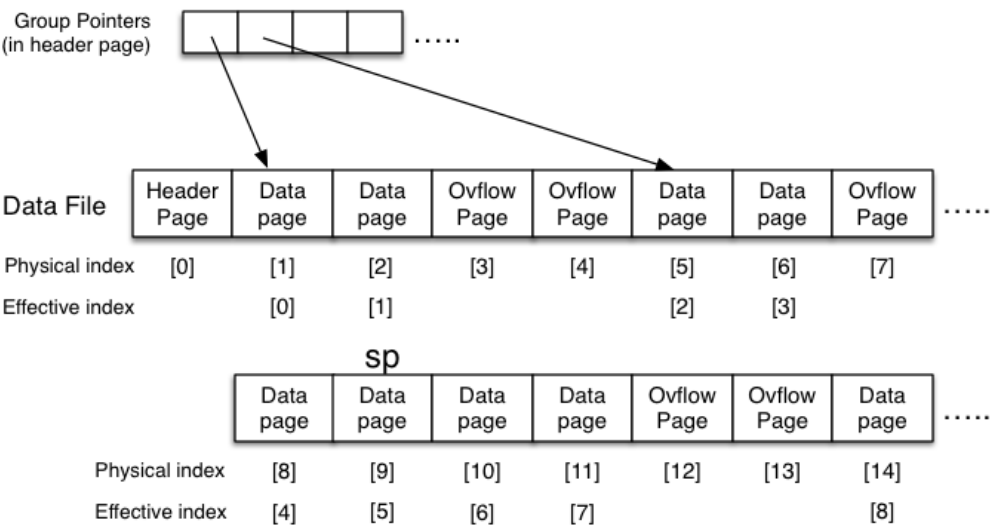 Group Pointers
(in header page)
.....
Header Page
Data page
Data page
Ovflow Page
Ovflow Page
Data page
Data page
Ovflow Page
Data File
.....
Physical index [0] [1] [2] [3] [4] [5] [6] [7]
Effective index [0] [1] [2] [3]
sp
Data page
Data page
Data page
Data page
Ovflow Page
Ovflow Page
Data page
.....
Physical index [8] [9] [10] [11] [12] [13] [14]
Effective index [4] [5] [6] [7] [8]